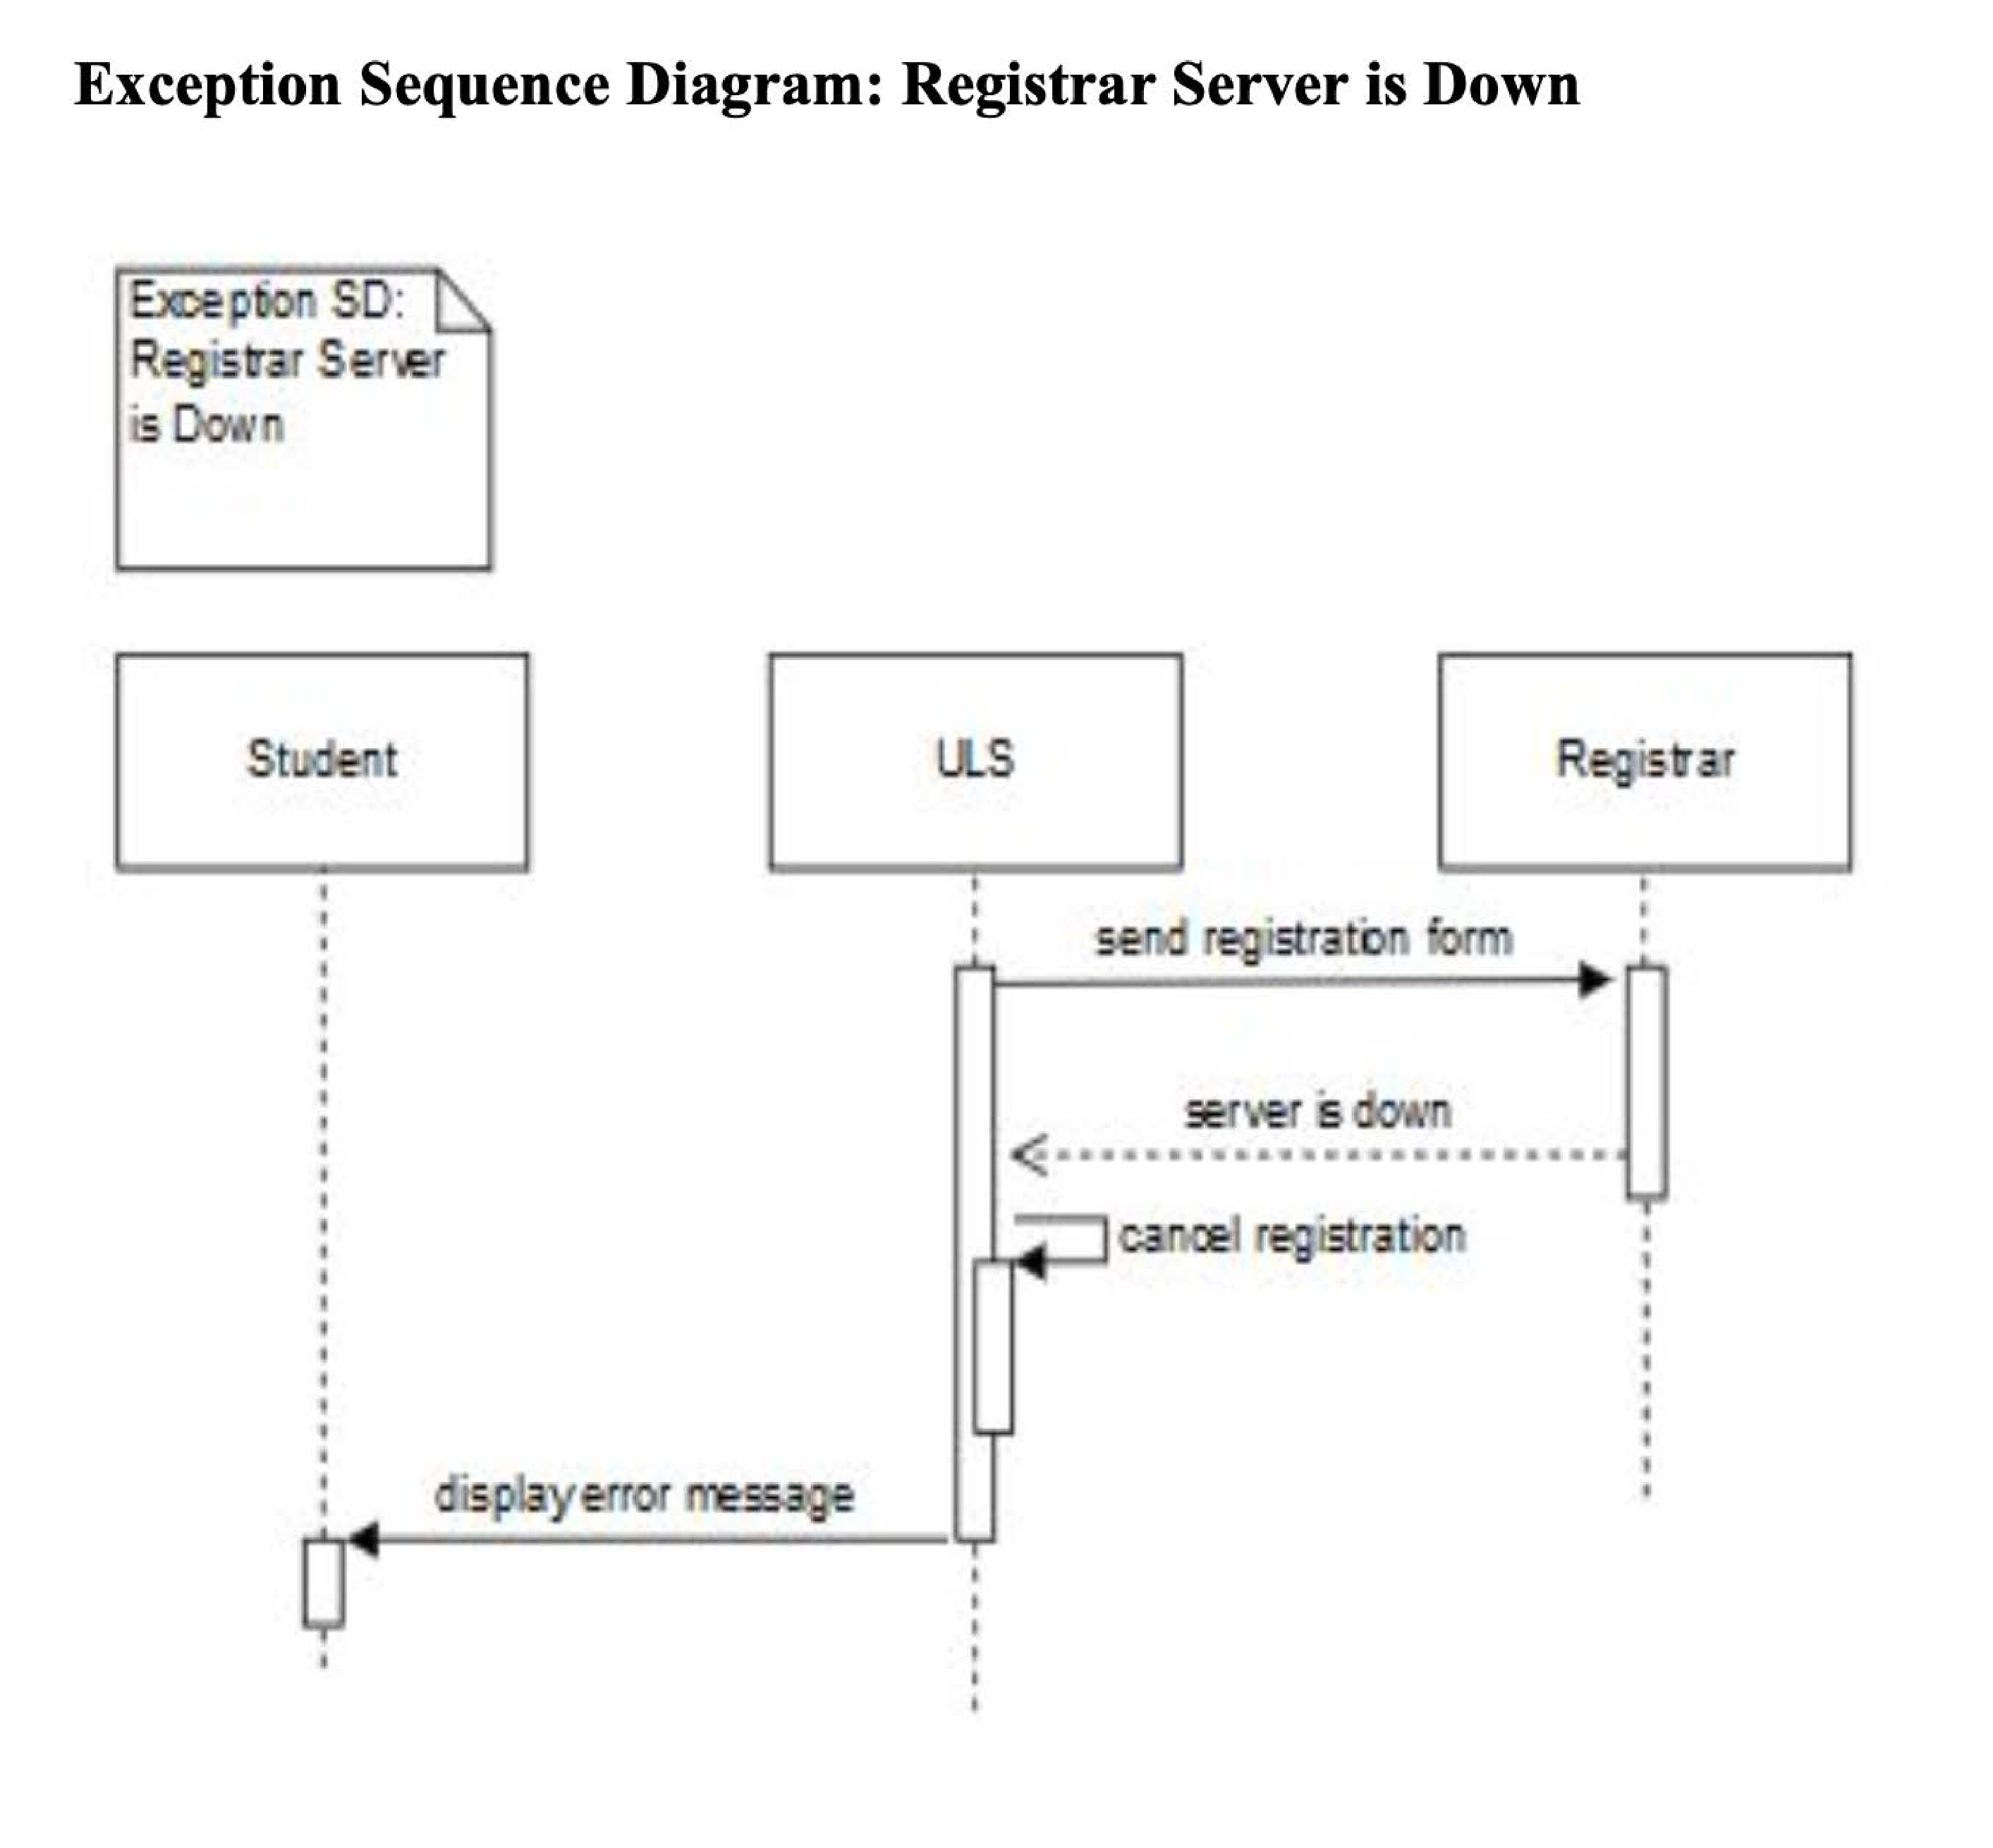 Exception Sequence Diagram: Registrar Server is Down
Exception SD:
Registrar Server
is Down
Student
ULS
Registrar
send registration form
server is down
cancel registration
display error message